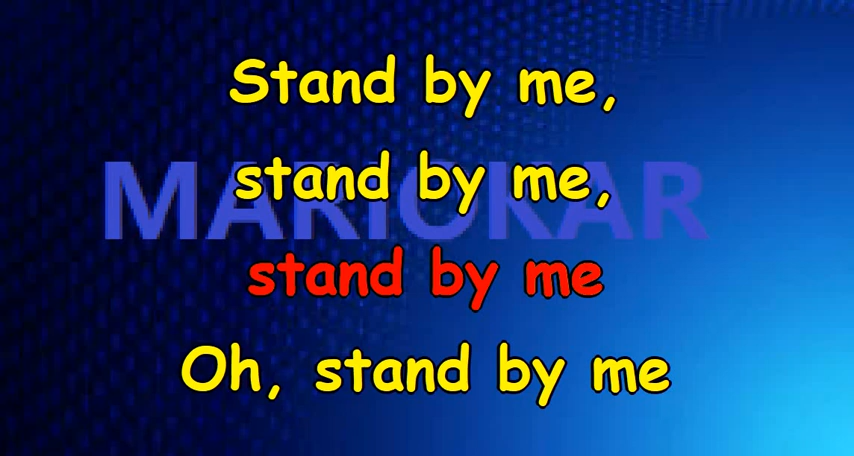 Stand by me,
stand by me,
MARIOKAR
stand by me
Oh, stand by me